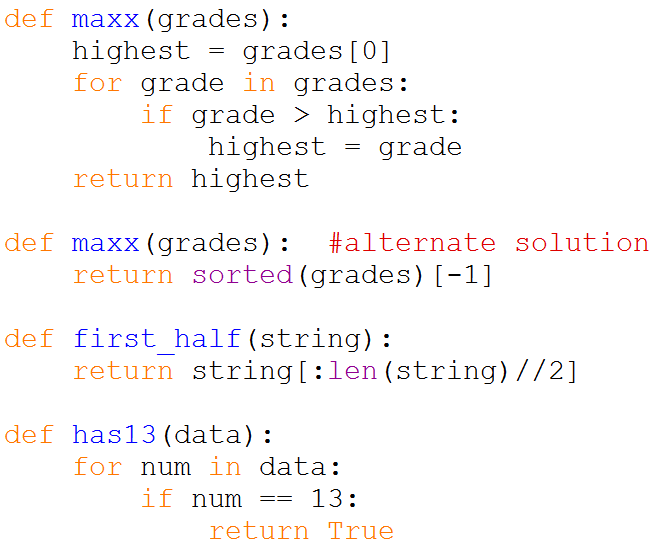 def maxx(grades):
    highest = grades[0]
    for grade in grades:
        if grade > highest:
            highest = grade
    return highest

def maxx(grades):  #alternate solution
    return sorted(grades)[-1]

def first_half(string):
    return string[:len(string)//2]

def has13(data):
    for num in data:
        if num == 13:
            return True